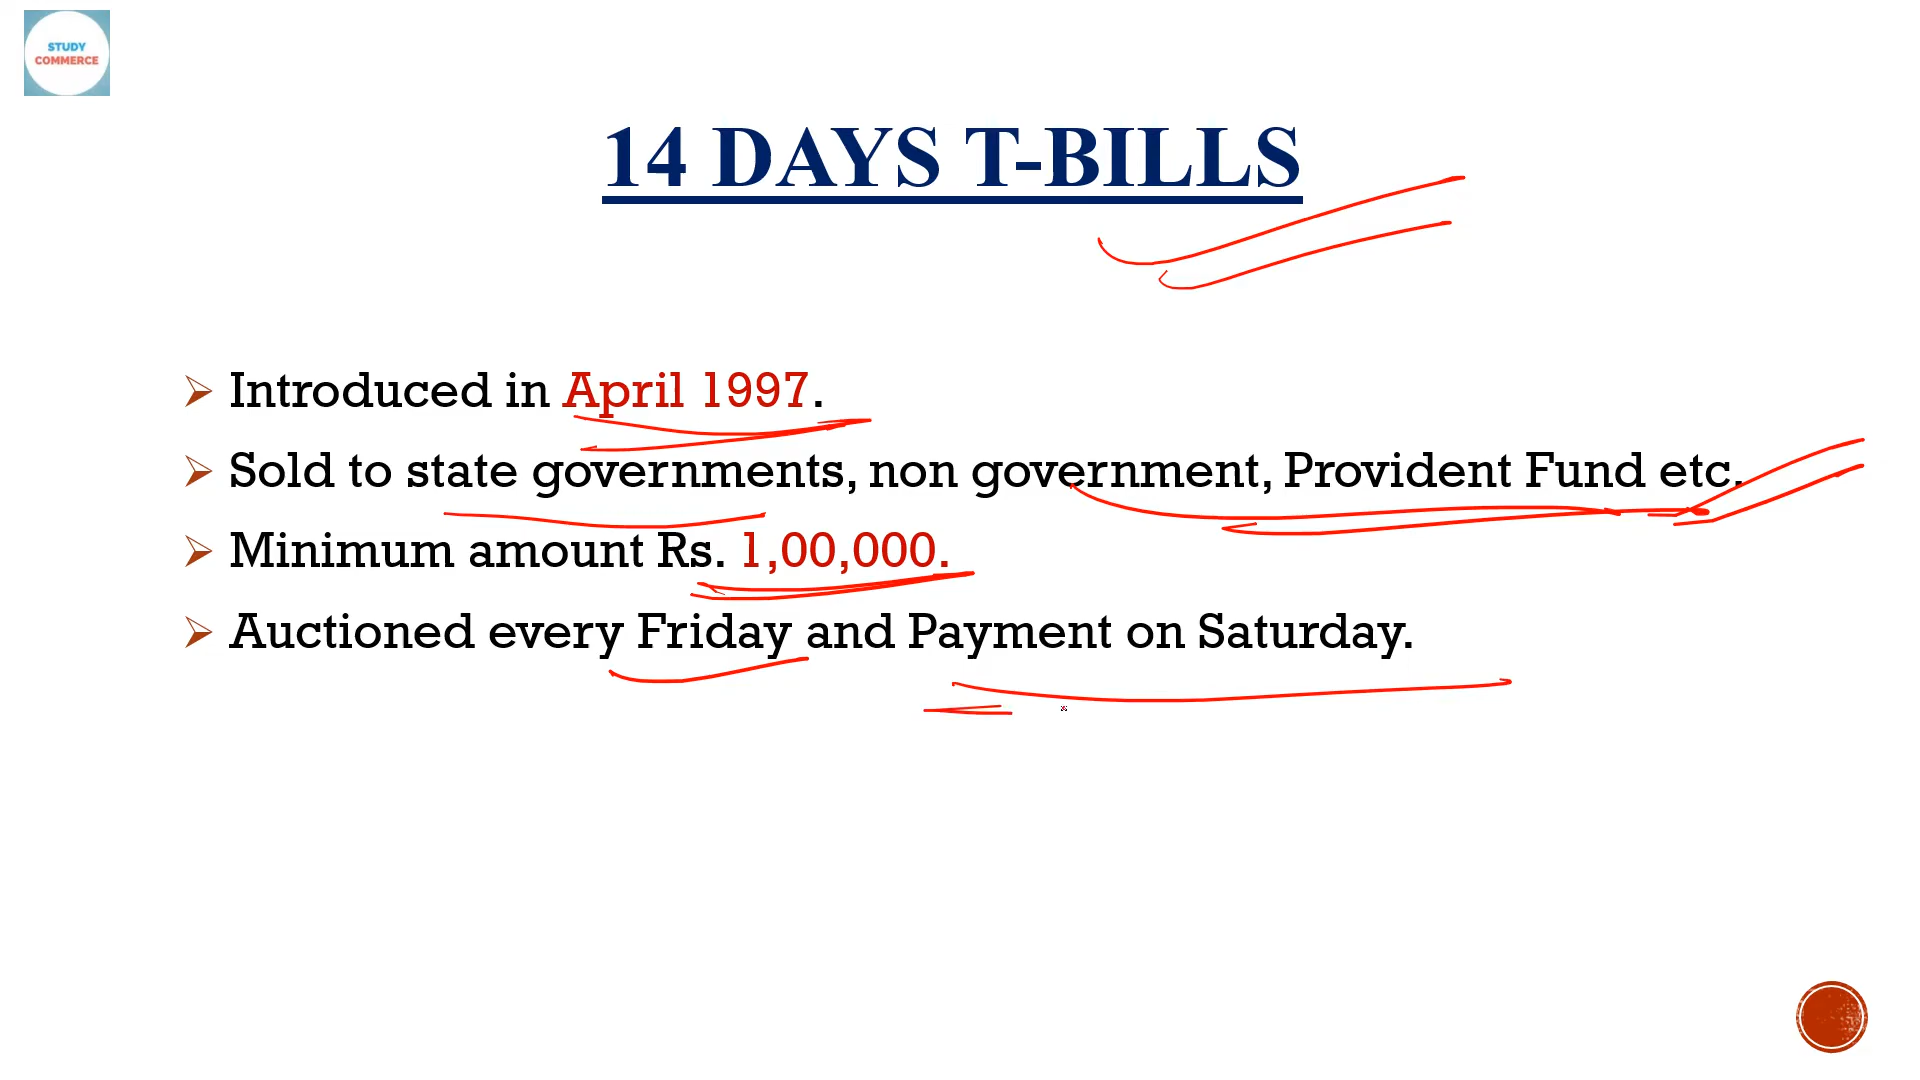 STUDY
COMMERCE
14 DAYS T-BILLS
Introduced in April 1997.
Sold to state governments, non government, Provident Fund etc.
Minimum amount Rs. 1,00,000.
Auctioned every Friday and Payment on Saturday.